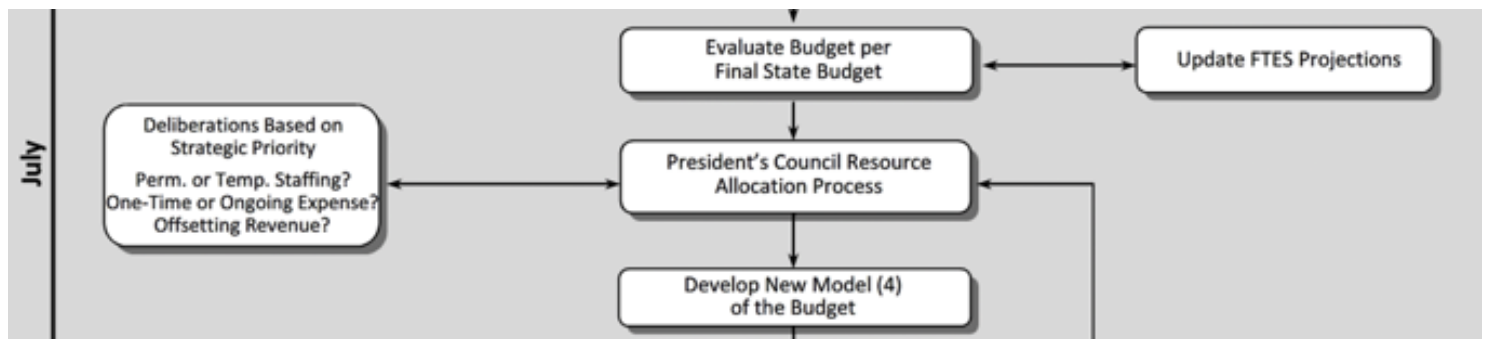 July
Evaluate Budget per
Final State Budget
Update FTES Projections
Deliberations Based on
Strategic Priority
Perm. or Temp. Staffing?
One-Time or Ongoing Expense?
Offsetting Revenue?
President’s Council Resource
Allocation Process
Develop New Model (4)
of the Budget